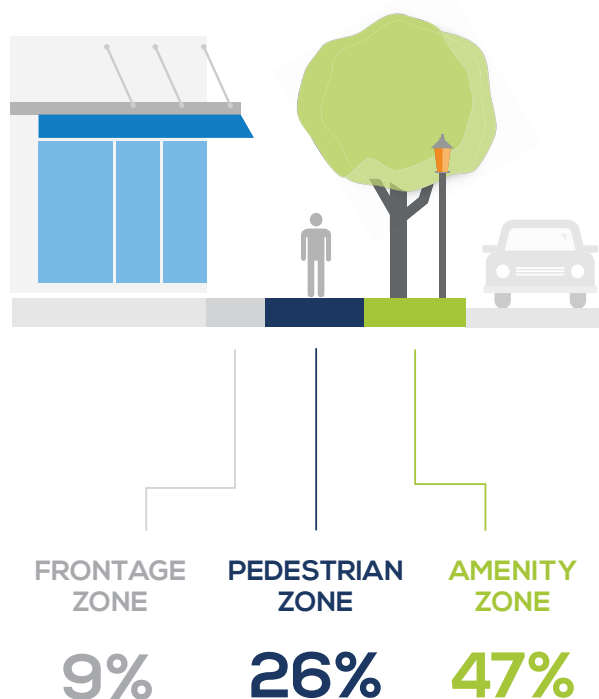 FRONTAGE
ZONE
9%
PEDESTRIAN
ZONE
26%
AMENITY
ZONE
47%